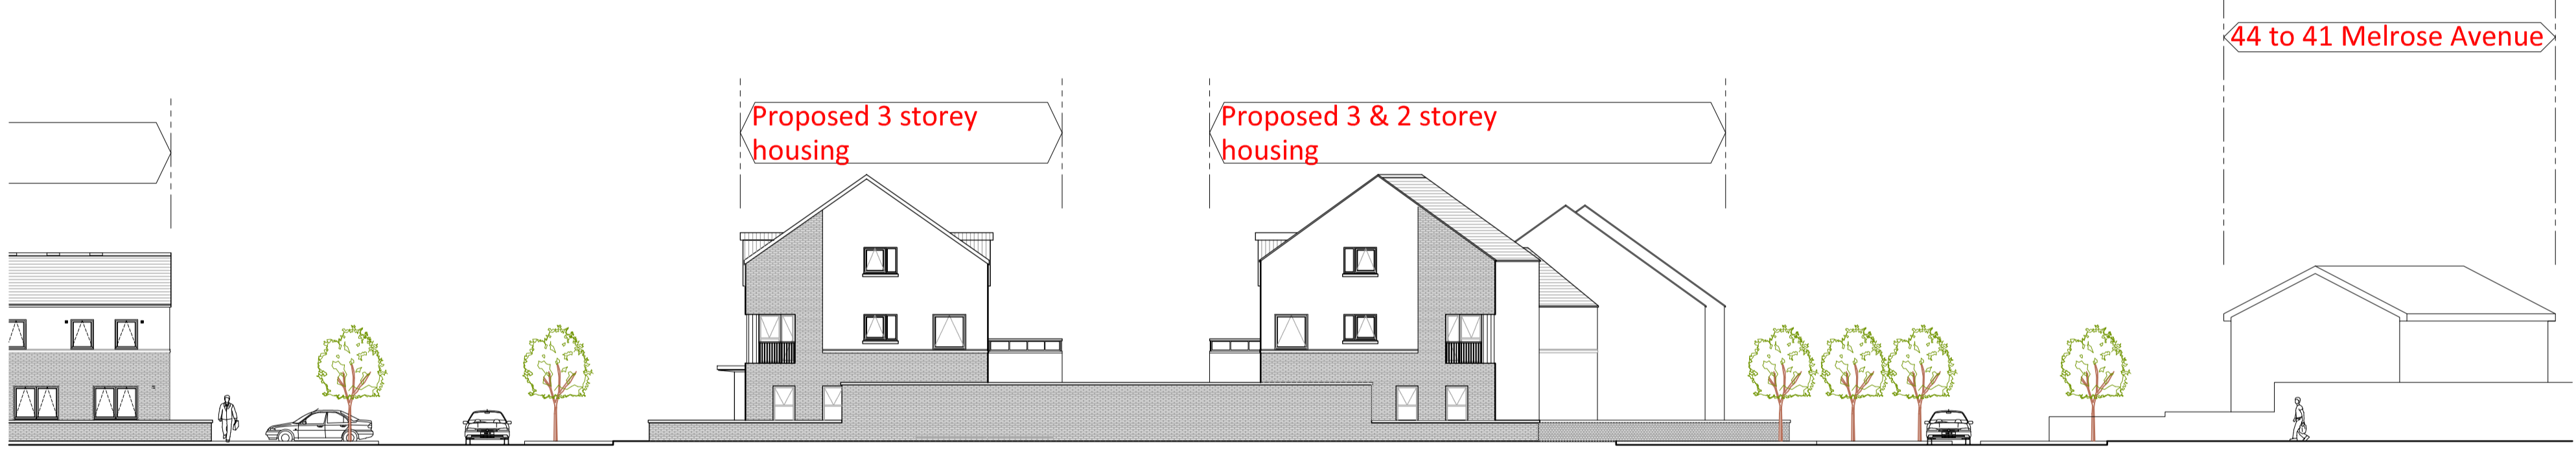 44 to 41 Melrose Avenue
Proposed 3 storey
housing
Proposed 3 & 2 storey
housing